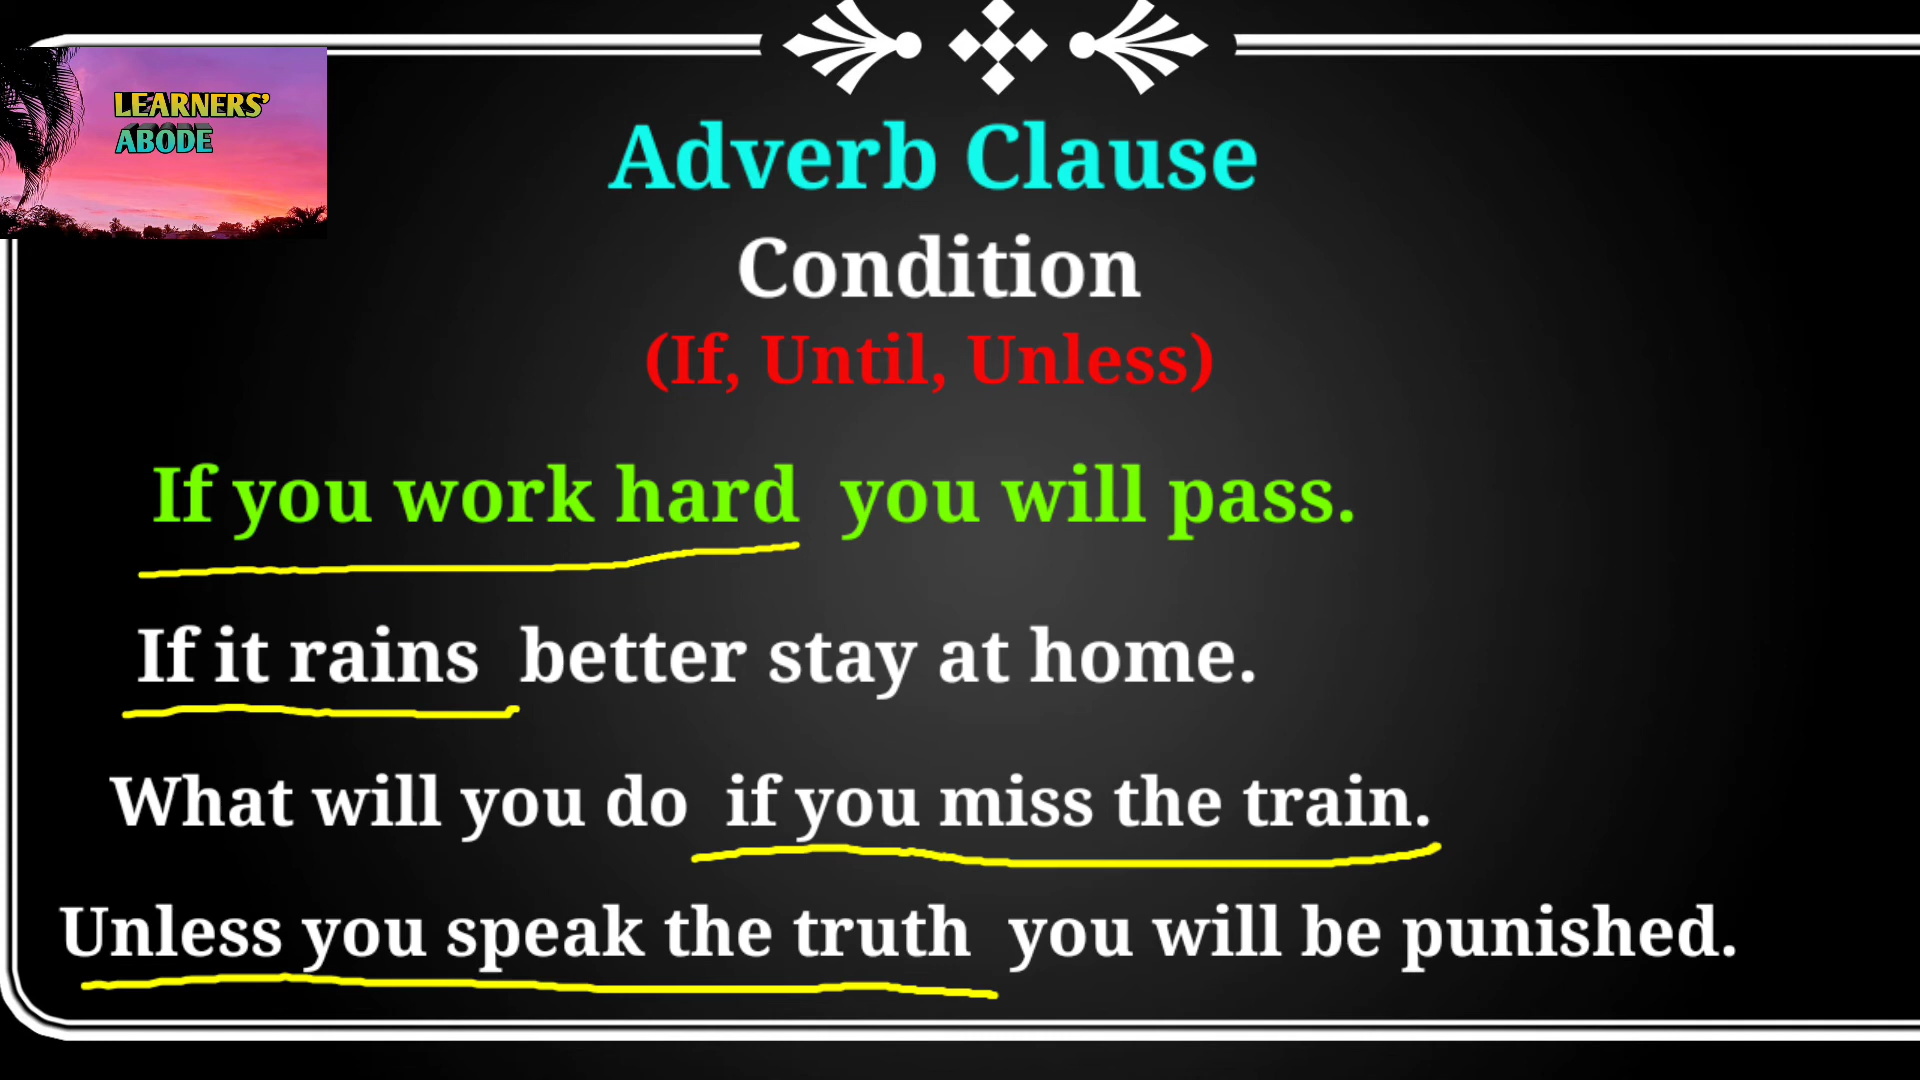 LEARNERS'
ABODE
Adverb Clause
Condition
(If, Until, Unless)
If you work hard you will pass.
If it rains better stay at home.
What will you do if you miss the train.
Unless you speak the truth you will be punished.